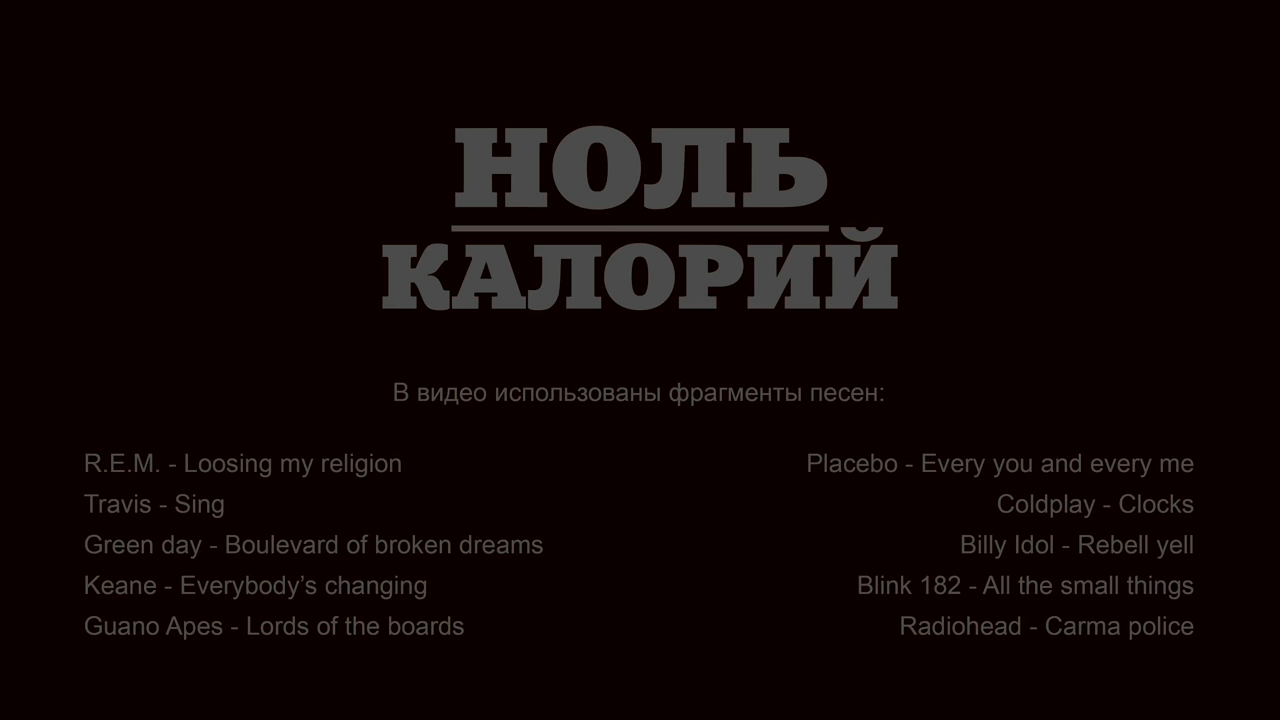 НОЛЬ
КАЛОРИЙ
В видео использованы фрагменты песен:
R.E.M. - Loosing my religion
Travis - Sing
Green day - Boulevard of broken dreams
Keane - Everybody’s changing
Guano Apes - Lords of the boards
Placebo - Every you and every me
Coldplay - Clocks
Billy Idol - Rebell yell
Blink 182 - All the small things
Radiohead - Carma police